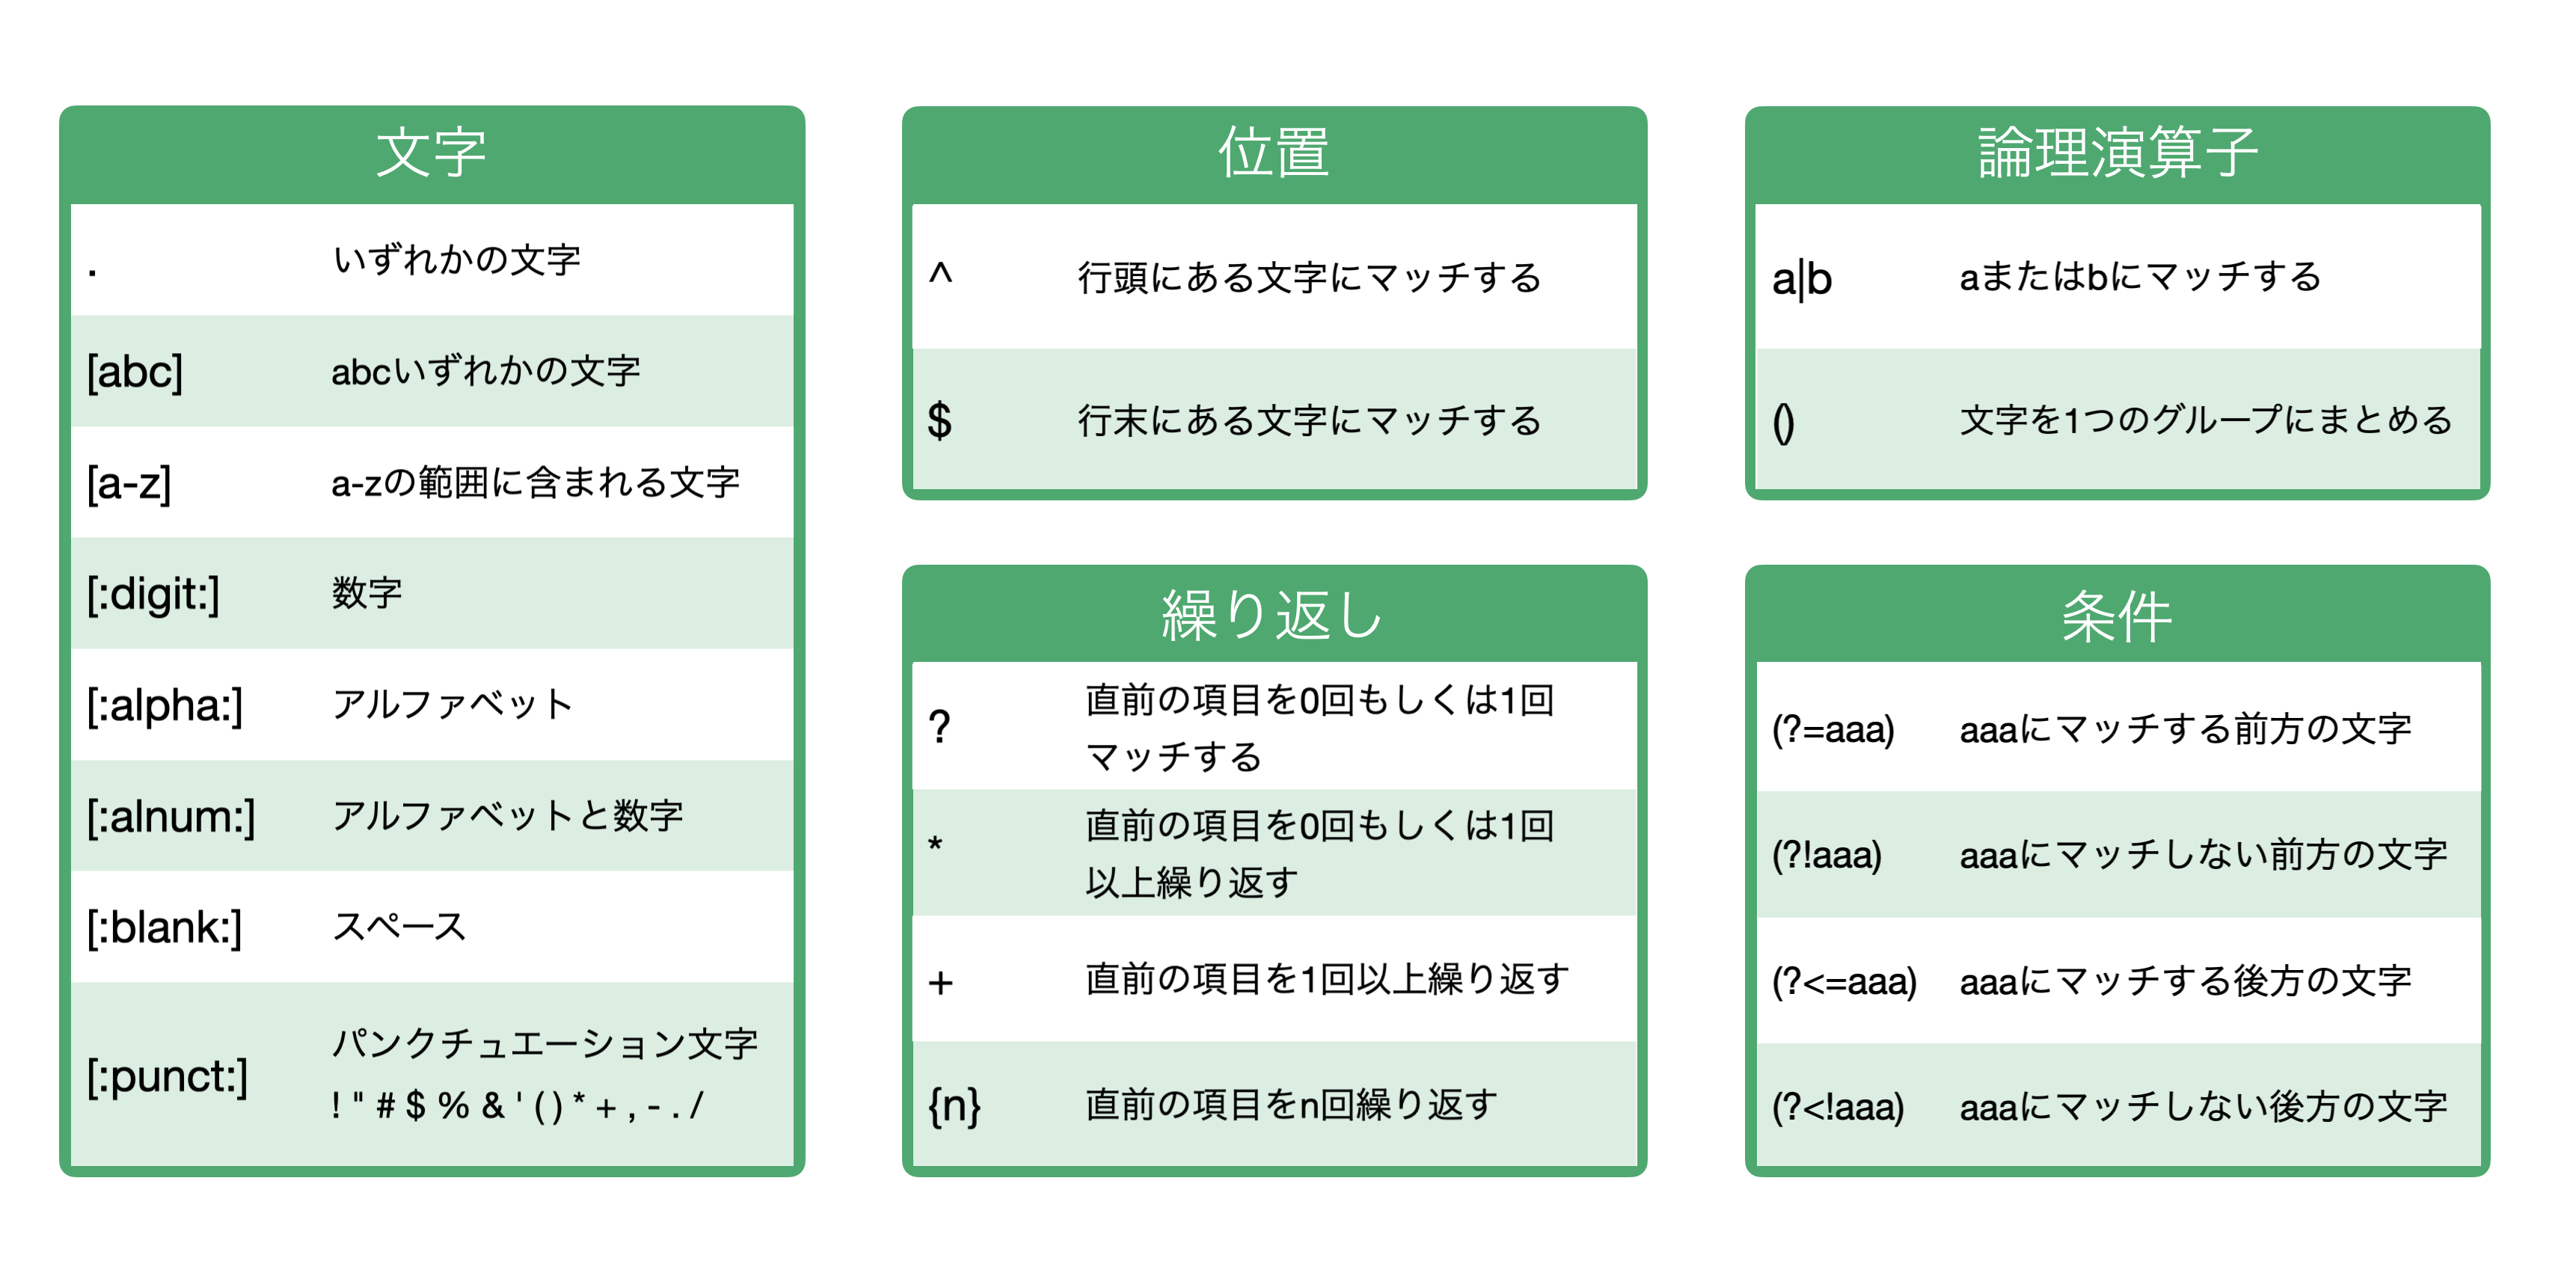 文字
. いずれかの文字
[abc] abcいずれかの文字
[a-z] a-zの範囲に含まれる文字
[:digit:] 数字
[:alpha:] アルファベット
[:alnum:] アルファベットと数字
[:blank:] スペース
[:punct:] パンクチュエーション文字
! " # $ % & ' ( ) * + , - . /
位置
^ 行頭にある文字にマッチする
$ 行末にある文字にマッチする
論理演算子
a|b aまたはbにマッチする
() 文字を1つのグループにまとめる
繰り返し
? 直前の項目を0回もしくは1回
マッチする
* 直前の項目を0回もしくは1回
以上繰り返す
+ 直前の項目を1回以上繰り返す
{n} 直前の項目をn回繰り返す
条件
(?=aaa) aaaにマッチする前方の文字
(?!aaa) aaaにマッチしない前方の文字
(?<=aaa) aaaにマッチする後方の文字
(?<!aaa) aaaにマッチしない後方の文字